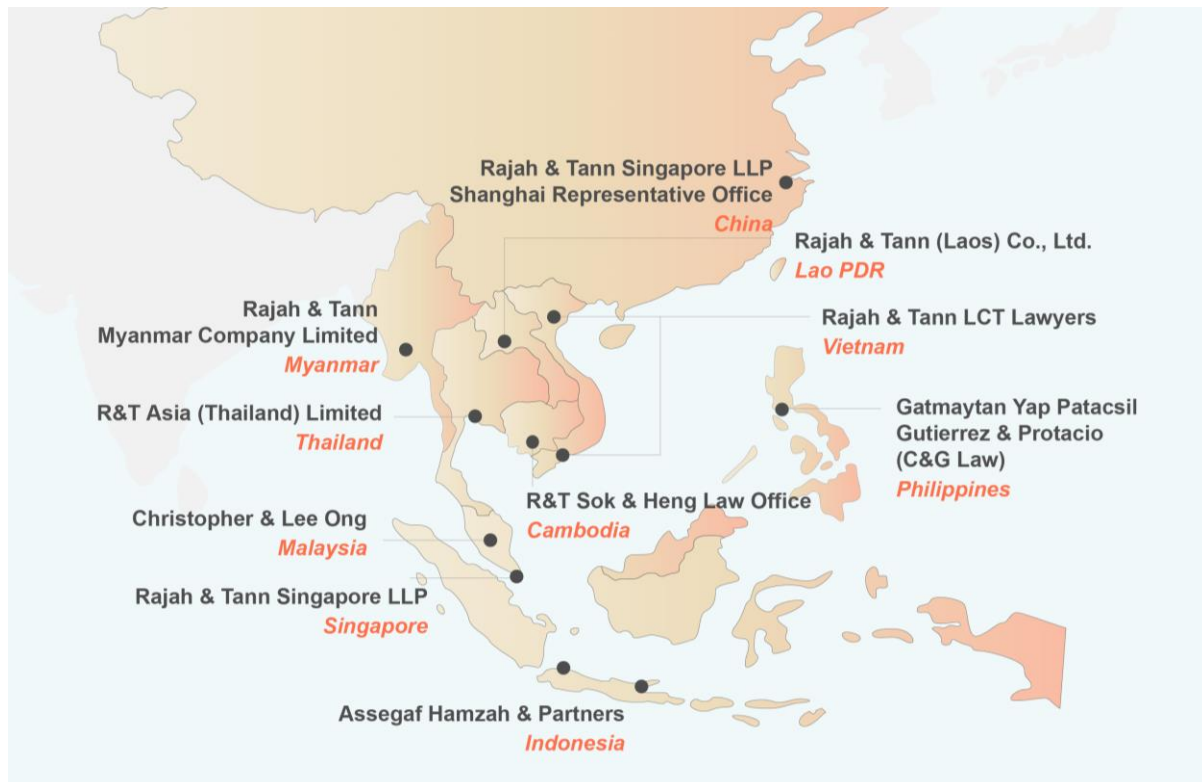 Rajah & Tann Singapore LLP
Shanghai Representative Office
China
Rajah & Tann (Laos) Co., Ltd.
Lao PDR
Rajah & Tann
Myanmar Company Limited
Myanmar
Rajah & Tann LCT Lawyers
Vietnam
R&T Asia (Thailand) Limited
Thailand
Gatmaytan Yap Patacsil
Gutierrez & Protacio
(C&G Law)
Philippines
R&T Sok & Heng Law Office
Cambodia
Christopher & Lee Ong
Malaysia
Rajah & Tann Singapore LLP
Singapore
Assegaf Hamzah & Partners
Indonesia